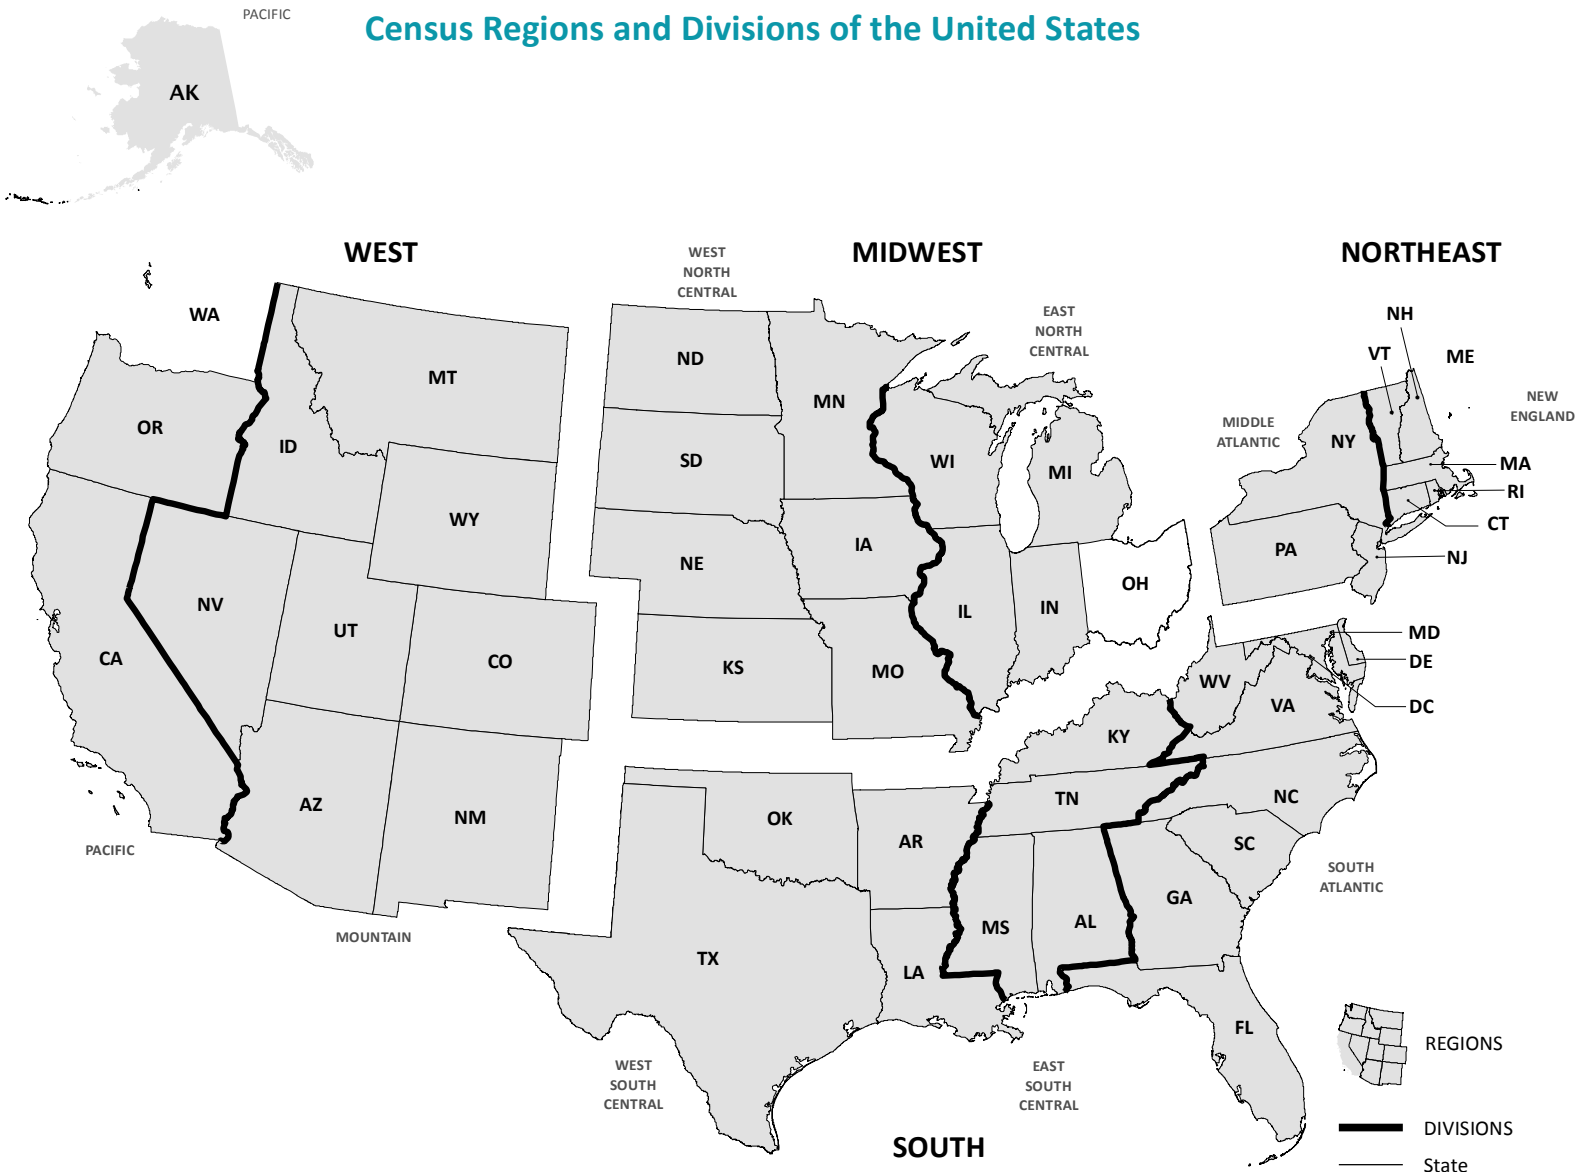 PACIFIC
Census Regions and Divisions of the United States
AK
WEST
WEST
NORTH
CENTRAL
MIDWEST
NORTHEAST
WA
EAST
NORTH
CENTRAL
NH
VT
ME
ND
MT
MN
NEW
ENGLAND
OR
ID
MIDDLE
ATLANTIC
NY
SD
WI
MI
MA
RI
WY
CT
IA
PA
NJ
NE
OH
NV
IL
IN
UT
MD
CA
CO
KS
MO
DE
WV
VA
DC
KY
AZ
NM
OK
TN
NC
AR
SC
PACIFIC
SOUTH
ATLANTIC
GA
MOUNTAIN
MS
AL
TX
LA
FL
REGIONS
WEST
SOUTH
CENTRAL
EAST
SOUTH
CENTRAL
DIVISIONS
SOUTH
State